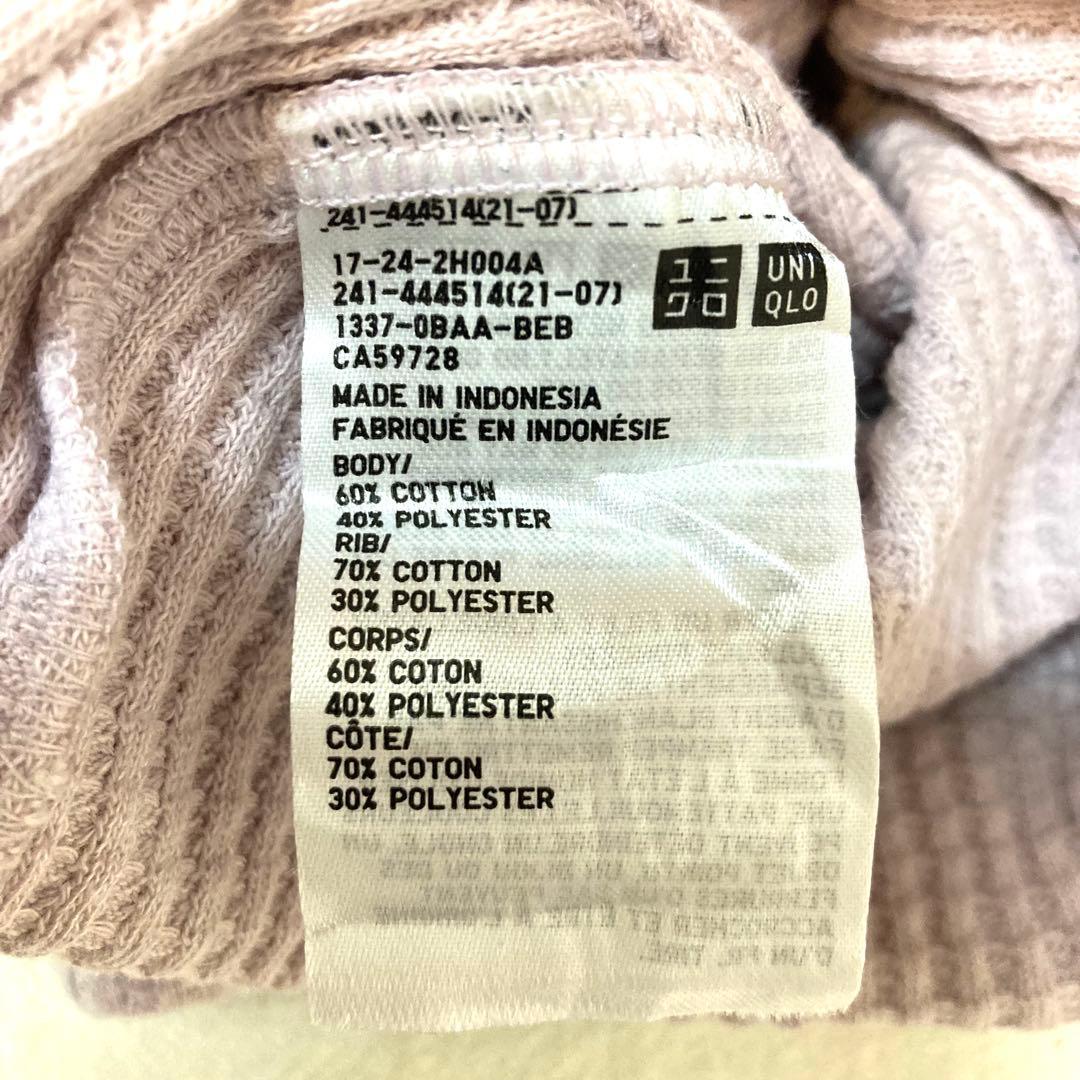 241-444514(21-07)
17-24-2H004A
241-444514(21-07)
1337-0BAA-BEB
CA59728
ユニ
クロ
UNI
QLO
MADE IN INDONESIA
FABRIQUÉ EN INDONÉSIE
BODY/
60% COTTON
40% POLYESTER
RIB/
70% COTTON
30% POLYESTER
CORPS/
60% COTON
40% POLYESTER
CÔTE/
70% COTON
30% POLYESTER